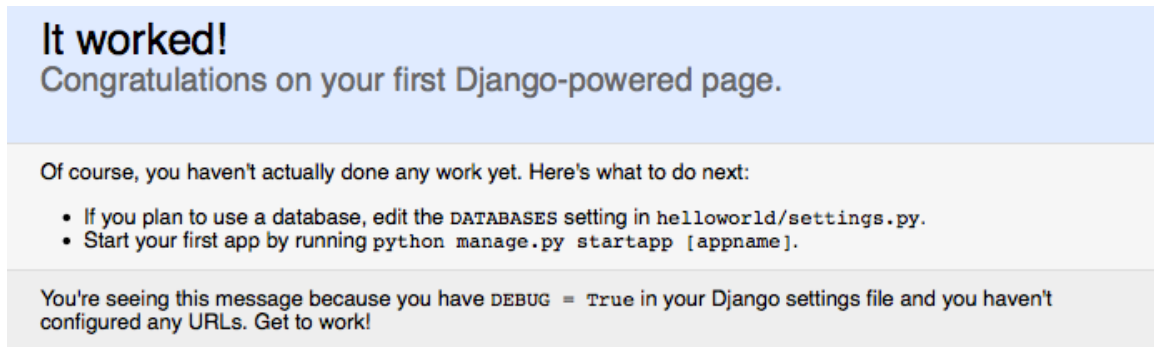 It worked!
Congratulations on your first Django-powered page.
Of course, you haven't actually done any work yet. Here's what to do next:
• If you plan to use a database, edit the DATABASES setting in helloworld/settings.py.
• Start your first app by running python manage.py startapp [appname].
You're seeing this message because you have DEBUG = True in your Django settings file and you haven't
configured any URLs. Get to work!